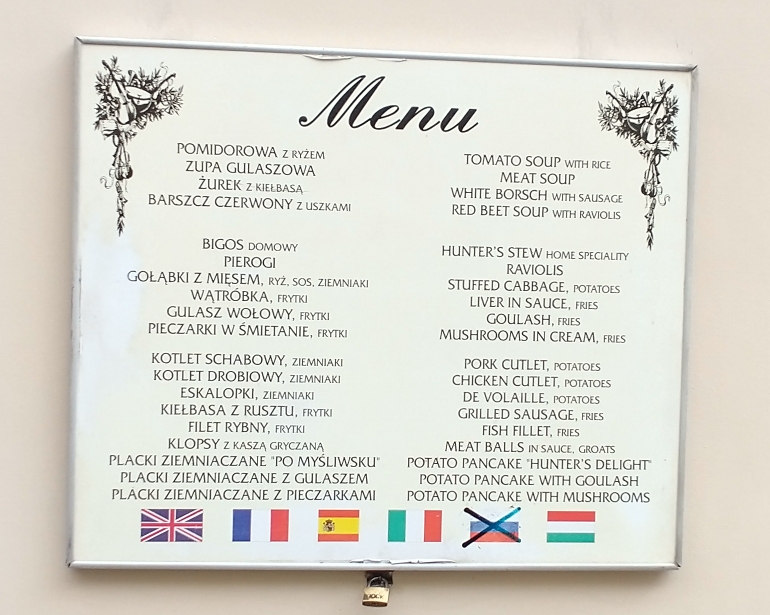 Menu
POMIDOROWA Z RYŻEM
ZUPA GULASZOWA
ŻUREK Z KIEŁBASĄ
BARSZCZ CZERWONY Z USZKAMI
BIGOS DOMOWY
PIEROGI
GOŁĄBKI Z MIĘSEM, RYŻ, SOS, ZIEMNIAKI
WĄTRÓBKA, FRYTKI
GULASZ WOŁOWY, FRYTKI
PIECZARKI W ŚMIETANIE, FRYTKI
KOTLET SCHABOWY, ZIEMNIAKI
KOTLET DROBIOWY, ZIEMNIAKI
ESKALOPKI, ZIEMNIAKI
KIEŁBASA Z RUSZTU, FRYTKI
FILET RYBNY, FRYTKI
KLOPSY Z KASZĄ GRYCZANĄ
PLACKI ZIEMNIACZANE "PO MYŚLIWSKU"
PLACKI ZIEMNIACZANE Z GULASZEM
PLACKI ZIEMNIACZANE Z PIECZARKAMI
TOMATO SOUP WITH RICE
MEAT SOUP
WHITE BORSCH WITH SAUSAGE
RED BEET SOUP WITH RAVIOLIS
HUNTER'S STEW HOME SPECIALITY
RAVIOLIS
STUFFED CABBAGE, POTATOES
LIVER IN SAUCE, FRIES
GOULASH, FRIES
MUSHROOMS IN CREAM, FRIES
PORK CUTLET, POTATOES
CHICKEN CUTLET, POTATOES
DE VOLAILLE, POTATOES
GRILLED SAUSAGE, FRIES
FISH FILLET, FRIES
MEAT BALLS IN SAUCE, GROATS
POTATO PANCAKE "HUNTER'S DELIGHT"
POTATO PANCAKE WITH GOULASH
POTATO PANCAKE WITH MUSHROOMS